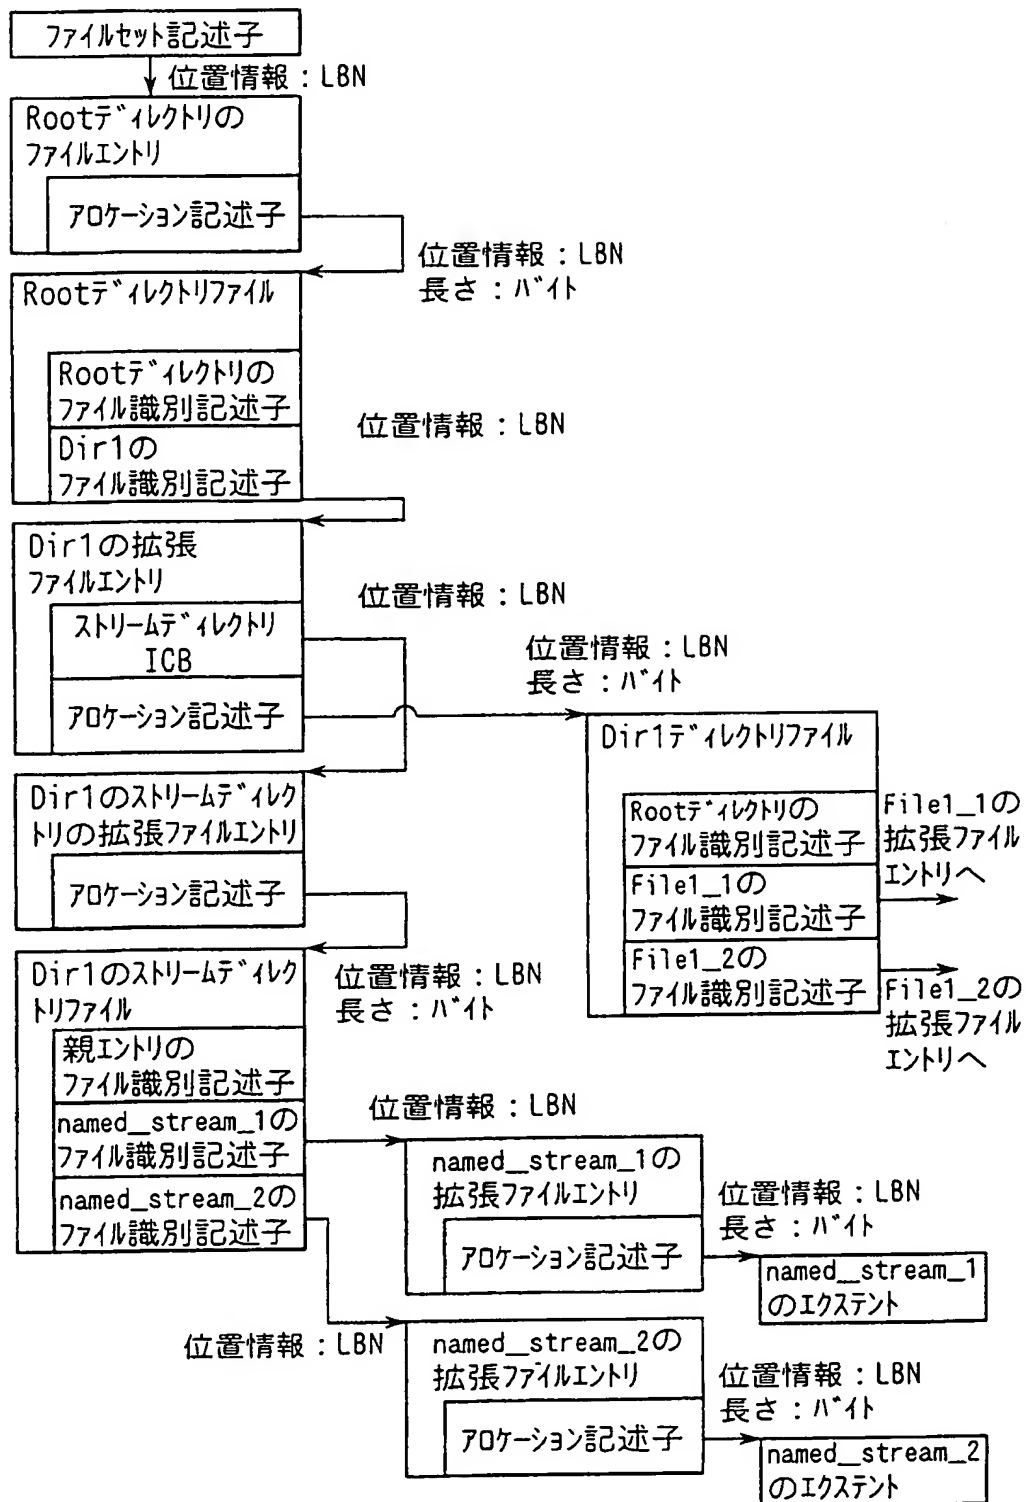 ファイルセット記述子
位置情報：LBN
Rootディレクトリの
ファイルエントリ
アロケーション記述子
位置情報：LBN
長さ：バイト
Rootディレクトリファイル
Rootディレクトリの
ファイル識別記述子
Dir1の
ファイル識別記述子
位置情報：LBN
Dir1の拡張
ファイルエントリ
ストリームディレクトリ
ICB
アロケーション記述子
位置情報：LBN
位置情報：LBN
長さ：バイト
Dir1ディレクトリファイル
Rootディレクトリの
ファイル識別記述子
File1_1の
ファイル識別記述子
File1_2の
ファイル識別記述子
File1_1の
拡張ファイル
エントリへ
File1_2の
拡張ファイル
エントリへ
Dir1のストリームディレク
トリの拡張ファイルエントリ
アロケーション記述子
位置情報：LBN
長さ：バイト
Dir1のストリームディレク
トリファイル
親エントリの
ファイル識別記述子
named_stream_1の
ファイル識別記述子
named_stream_2の
ファイル識別記述子
位置情報：LBN
named_stream_1の
拡張ファイルエントリ
アロケーション記述子
位置情報：LBN
長さ：バイト
named_stream_1
のエクステント
位置情報：LBN
named_stream_2の
拡張ファイルエントリ
アロケーション記述子
位置情報：LBN
長さ：バイト
named_stream_2
のエクステント